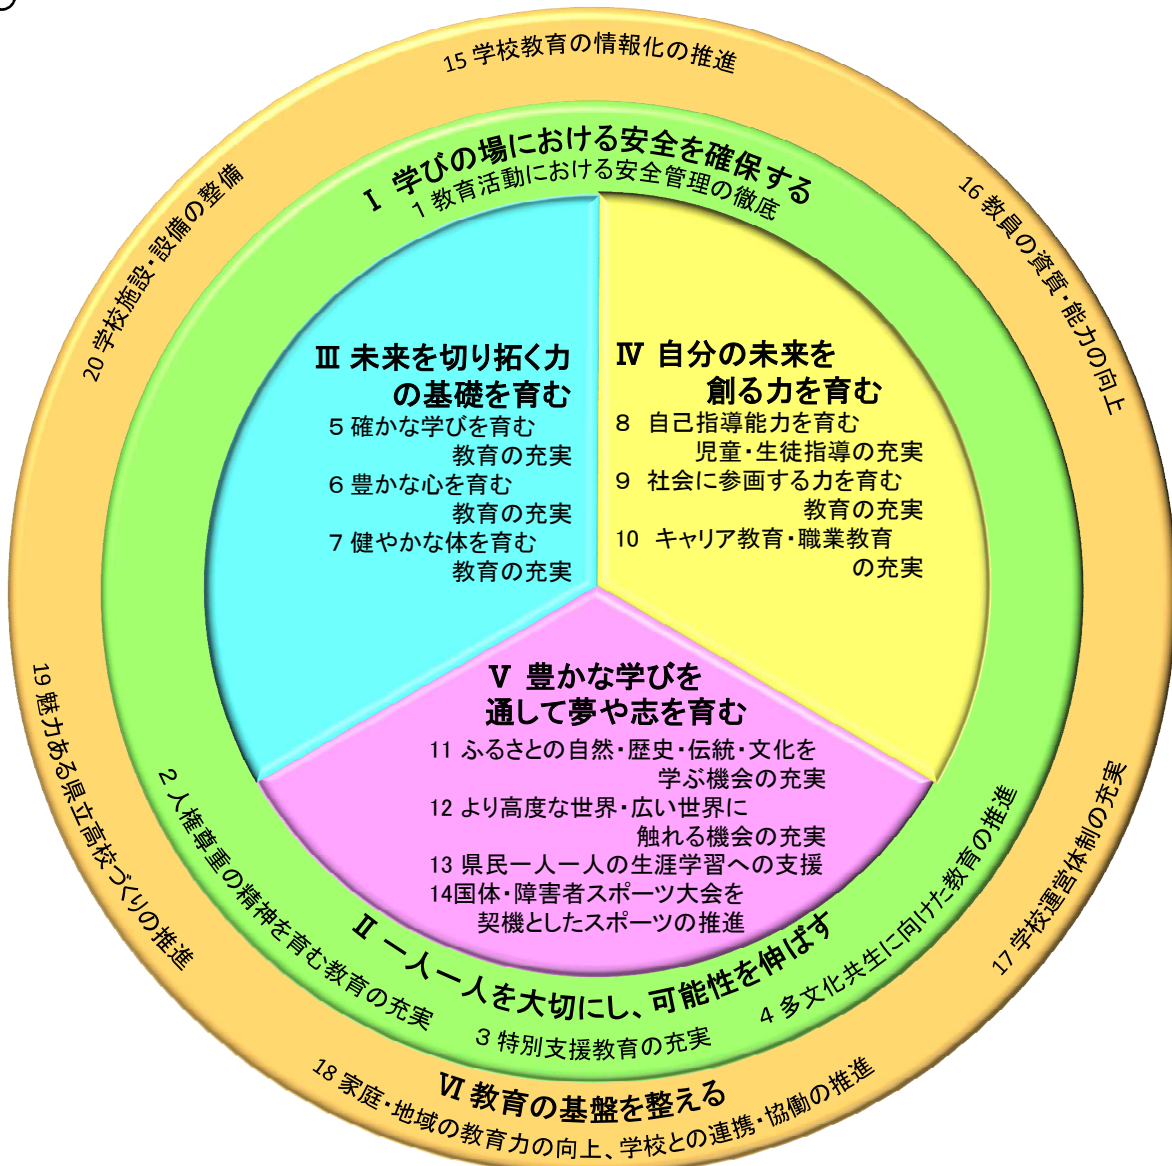 15 学校教育の情報化の推進
16 教員の資質・能力の向上
17 学校運営体制の充実
18 家庭・地域の教育力の向上、学校との連携・協働の推進
19 魅力ある県立高校づくりの推進
20 学校施設・設備の整備
Ⅵ 教育の基盤を整える
Ⅰ 学びの場における安全を確保する
1 教育活動における安全管理の徹底
Ⅱ 一人一人を大切にし、可能性を伸ばす
2 人権尊重の精神を育む教育の充実
3 特別支援教育の充実
4 多文化共生に向けた教育の推進
Ⅲ 未来を切り拓く力
の基礎を育む
5 確かな学びを育む
教育の充実
6 豊かな心を育む
教育の充実
7 健やかな体を育む
教育の充実
Ⅳ 自分の未来を
創る力を育む
8 自己指導能力を育む
児童・生徒指導の充実
9 社会に参画する力を育む
教育の充実
10 キャリア教育・職業教育
の充実
Ⅴ 豊かな学びを
通して夢や志を育む
11 ふるさとの自然・歴史・伝統・文化を
学ぶ機会の充実
12 より高度な世界・広い世界に
触れる機会の充実
13 県民一人一人の生涯学習への支援
14国体・障害者スポーツ大会を
契機としたスポーツの推進